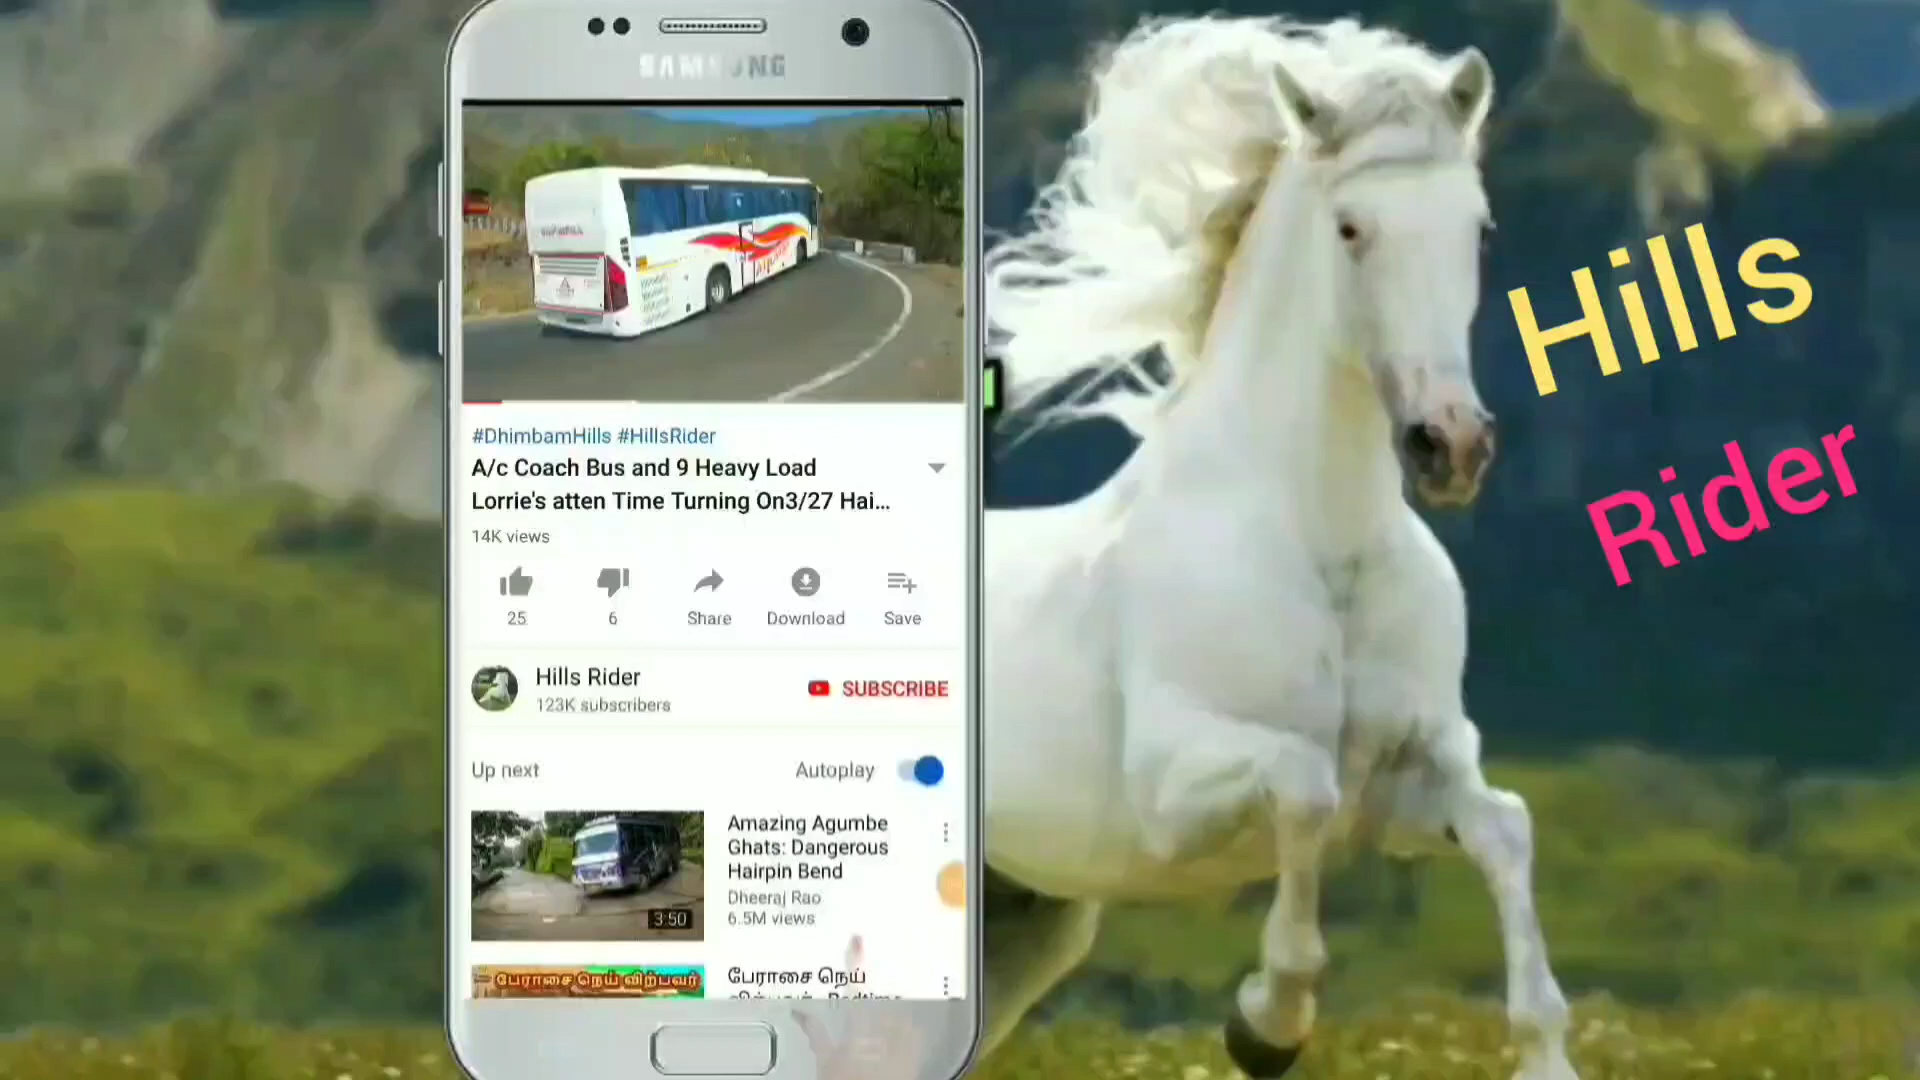 SAMSUNG
#DhimbamHills #HillsRider
A/c Coach Bus and 9 Heavy Load
Lorrie's atten Time Turning On3/27 Hai...
14K views
25
6
Share
Download
Save
Hills Rider
123K subscribers
SUBSCRIBE
Up next
Autoplay
3:50
Amazing Agumbe
Ghats: Dangerous
Hairpin Bend
Dheeraj Rao
6.5M views
பேராசை நெய் விற்பவர்
பேராசை நெய்
Hills
Rider